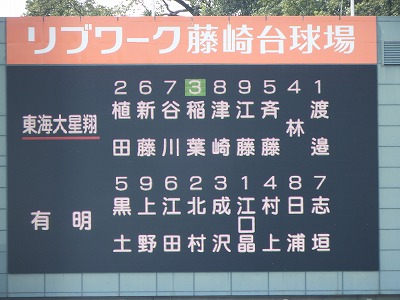 リブワーク藤崎台球場
東海大星翔
2 6 7 3 8 9 5 4 1
植田
新藤
谷川
稲葉
津崎
江藤
斉藤
林
渡邉
有明
5 9 6 2 3 1 4 8 7
黒土
上野
江田
北村
成沢
江口晶
村上
日浦
志垣